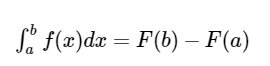 ∫ₐᵇ f(x)dx = F(b) − F(a)